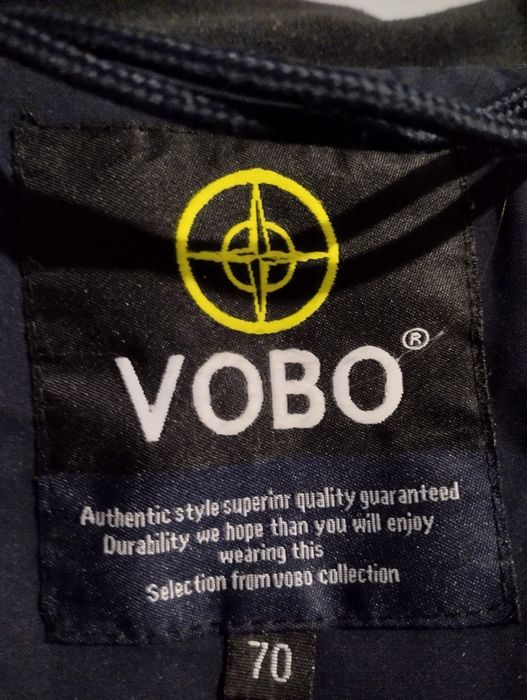 VOBO®
Authentic style superinr quality guaranteed
Durability we hope than you will enjoy
wearing this
Selection from VOBO collection
70